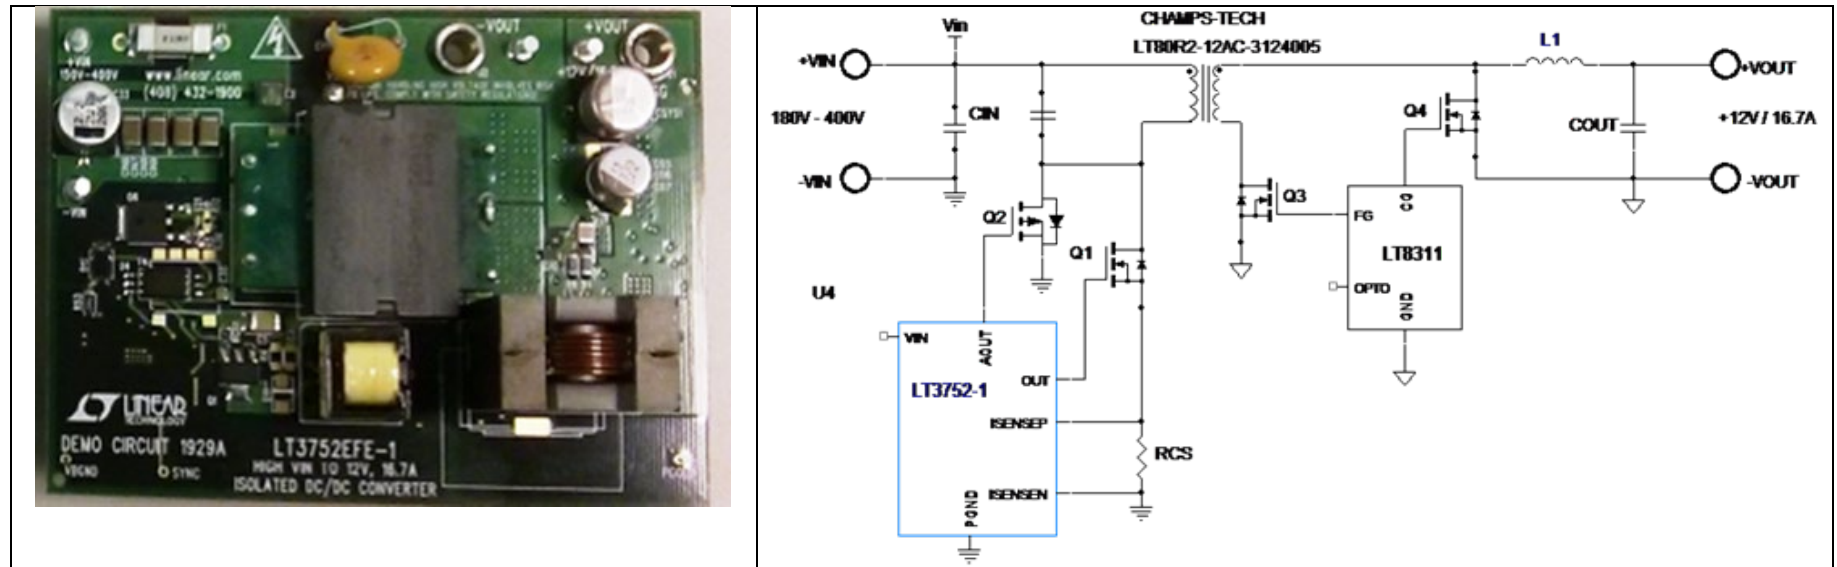 -VOUT
+VOUT
+VIN
150V-400V
www.linear.com
(408) 432-1900
-VIN
LINEAR
TECHNOLOGY
DEMO CIRCUIT 1929A
VBGND
SYNC
LT3752EFE-1
HIGH VIN TO 12V, 16.7A
ISOLATED DC/DC CONVERTER
CHAMPS-TECH
LT80R2-12AC-3124005
Vin
+VIN
180V - 400V
-VIN
CIN
L1
+VOUT
+12V / 16.7A
-VOUT
COUT
Q4
Q3
Q2
Q1
CG
FG
LT8311
OPTO
GND
U4
VIN
AOUT
OUT
LT3752-1
ISENSEP
RCS
ISENSEN
PGND